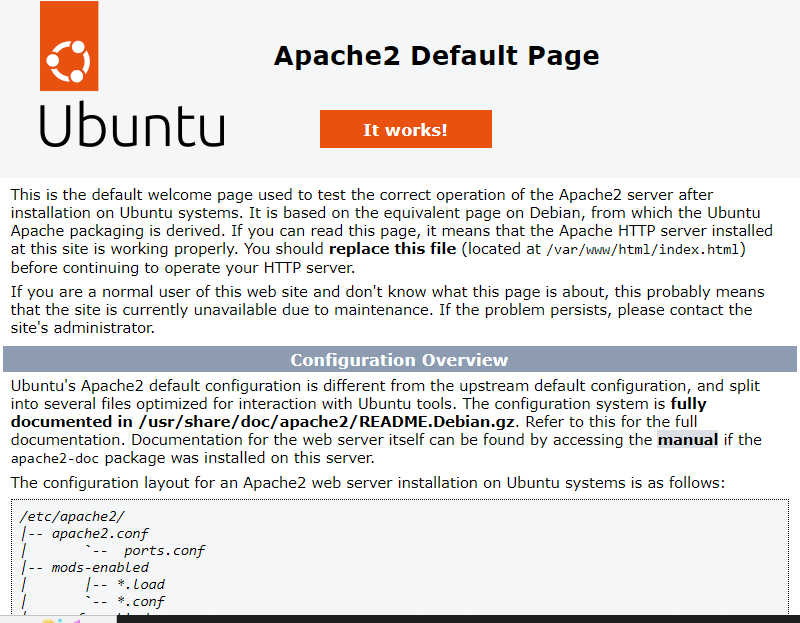 Apache2 Default Page
Ubuntu
It works!
This is the default welcome page used to test the correct operation of the Apache2 server after
installation on Ubuntu systems. It is based on the equivalent page on Debian, from which the Ubuntu
Apache packaging is derived. If you can read this page, it means that the Apache HTTP server installed
at this site is working properly. You should replace this file (located at /var/www/html/index.html)
before continuing to operate your HTTP server.
If you are a normal user of this web site and don't know what this page is about, this probably means
that the site is currently unavailable due to maintenance. If the problem persists, please contact the
site's administrator.
Configuration Overview
Ubuntu's Apache2 default configuration is different from the upstream default configuration, and split
into several files optimized for interaction with Ubuntu tools. The configuration system is fully
documented in /usr/share/doc/apache2/README.Debian.gz. Refer to this for the full
documentation. Documentation for the web server itself can be found by accessing the manual if the
apache2-doc package was installed on this server.
The configuration layout for an Apache2 web server installation on Ubuntu systems is as follows:
/etc/apache2/
|-- apache2.conf
|       `--  ports.conf
|-- mods-enabled
|       |-- *.load
|       `-- *.conf